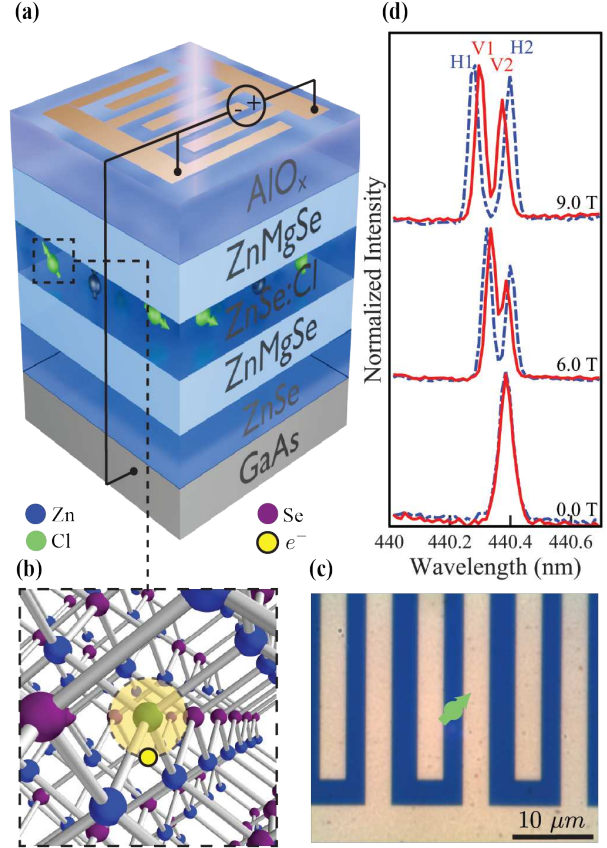 (a)
- +
AlOₓ
ZnMgSe
ZnSe:Cl
ZnMgSe
ZnSe
GaAs
Zn
Se
Cl
e⁻
(b)
(d)
V1
H1
V2
H2
9.0 T
6.0 T
0.0 T
Normalized Intensity
440
440.2
440.4
440.6
Wavelength (nm)
(c)
10 μm